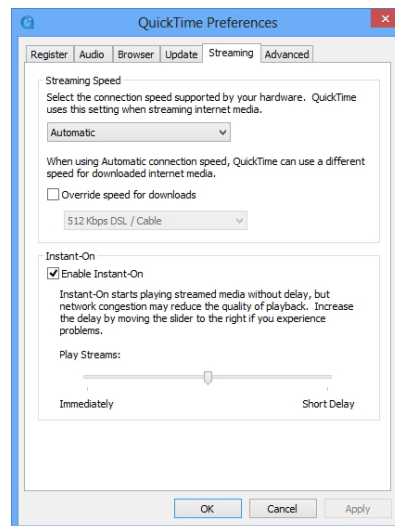 QuickTime Preferences
Register Audio Browser Update Streaming Advanced
Streaming Speed
Select the connection speed supported by your hardware. QuickTime
uses this setting when streaming internet media.
Automatic
When using Automatic connection speed, QuickTime can use a different
speed for downloaded internet media.
Override speed for downloads
512 Kbps DSL / Cable
Instant-On
Enable Instant-On
Instant-On starts playing streamed media without delay, but
network congestion may reduce the quality of playback. Increase
the delay by moving the slider to the right if you experience
problems.
Play Streams:
Immediately Short Delay
OK Cancel Apply